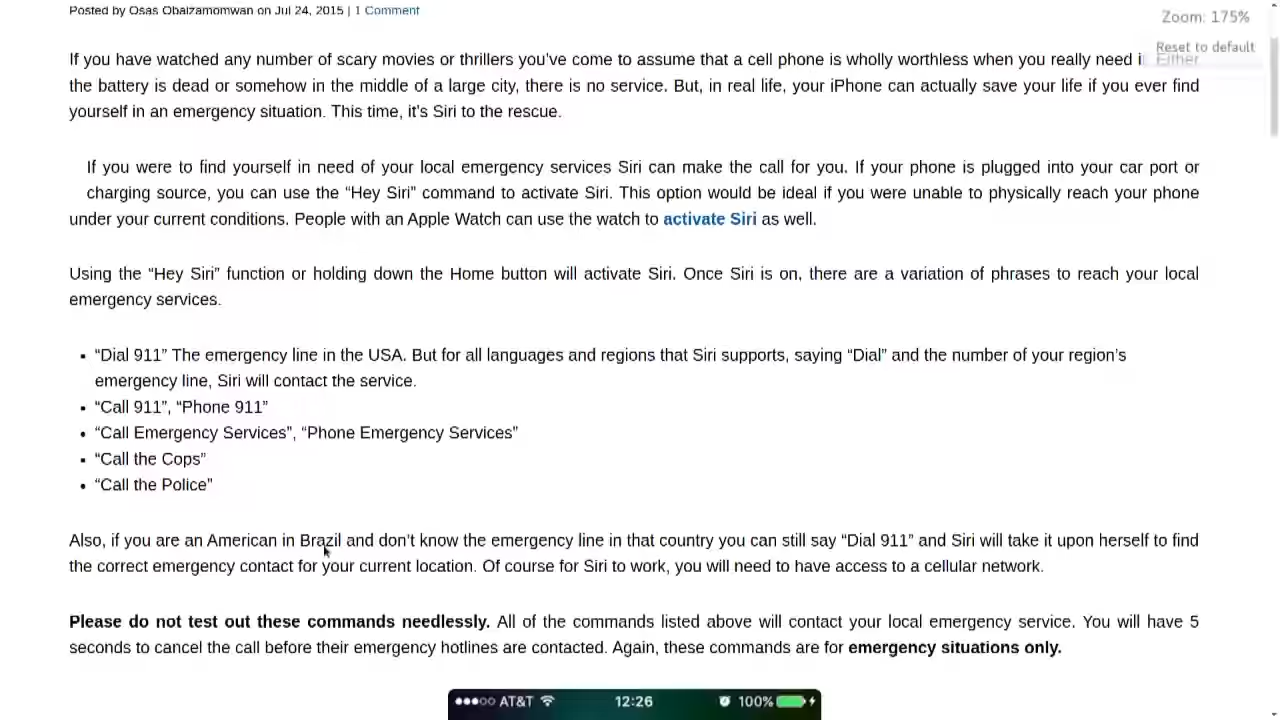 Posted by Osas Obaizamomwan on Jul 24, 2015 | 1 Comment
Zoom: 175%
Reset to default
If you have watched any number of scary movies or thrillers you've come to assume that a cell phone is wholly worthless when you really need i Either
the battery is dead or somehow in the middle of a large city, there is no service. But, in real life, your iPhone can actually save your life if you ever find
yourself in an emergency situation. This time, it's Siri to the rescue.
If you were to find yourself in need of your local emergency services Siri can make the call for you. If your phone is plugged into your car port or
charging source, you can use the “Hey Siri” command to activate Siri. This option would be ideal if you were unable to physically reach your phone
under your current conditions. People with an Apple Watch can use the watch to activate Siri as well.
Using the “Hey Siri” function or holding down the Home button will activate Siri. Once Siri is on, there are a variation of phrases to reach your local
emergency services.
• “Dial 911” The emergency line in the USA. But for all languages and regions that Siri supports, saying “Dial” and the number of your region’s
emergency line, Siri will contact the service.
• “Call 911”, “Phone 911”
• “Call Emergency Services”, “Phone Emergency Services”
• “Call the Cops”
• “Call the Police”
Also, if you are an American in Brazil and don’t know the emergency line in that country you can still say “Dial 911” and Siri will take it upon herself to find
the correct emergency contact for your current location. Of course for Siri to work, you will need to have access to a cellular network.
Please do not test out these commands needlessly. All of the commands listed above will contact your local emergency service. You will have 5
seconds to cancel the call before their emergency hotlines are contacted. Again, these commands are for emergency situations only.
AT&T 12:26 100%